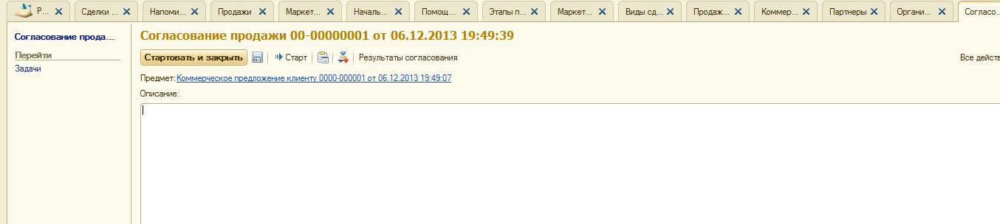 Р...
Сделки ...
Напоми...
Продажи
Маркет...
Началь...
Помощ...
Этапы п...
Маркет...
Виды сд...
Продаж...
Коммер...
Партнеры
Органи...
Согласо...
Согласование прода...
Перейти
Задачи
Согласование продажи 00-00000001 от 06.12.2013 19:49:39
Стартовать и закрыть
Старт
Результаты согласования
Все действ
Предмет: Коммерческое предложение клиенту 0000-000001 от 06.12.2013 19:49:07
Описание: